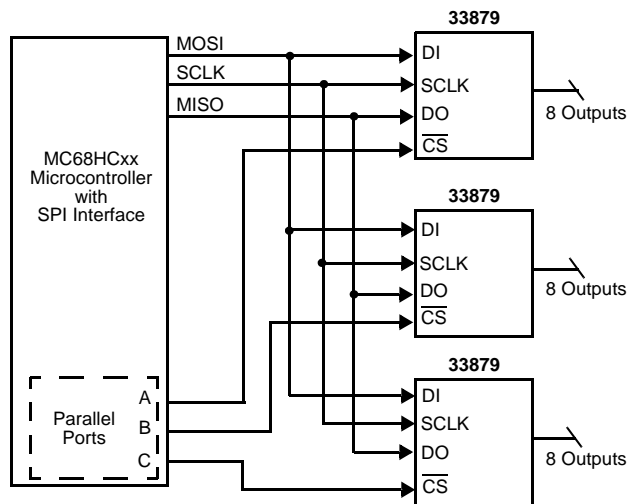 33879
MOSI
DI
SCLK
SCLK
MISO
DO
8 Outputs
CS
MC68HCxx
Microcontroller
with
SPI Interface
33879
DI
SCLK
DO
8 Outputs
CS
33879
Parallel
Ports
A
B
C
DI
SCLK
DO
8 Outputs
CS